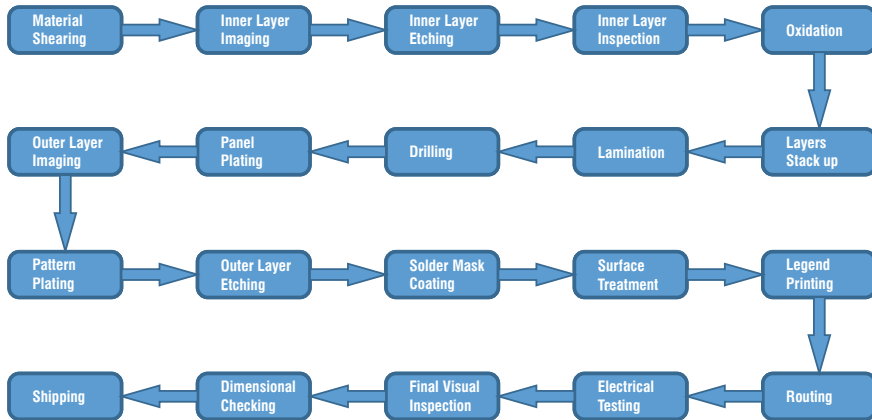 Material
Shearing
Inner Layer
Imaging
Inner Layer
Etching
Inner Layer
Inspection
Oxidation
Layers
Stack up
Lamination
Drilling
Panel
Plating
Outer Layer
Imaging
Pattern
Plating
Outer Layer
Etching
Solder Mask
Coating
Surface
Treatment
Legend
Printing
Routing
Electrical
Testing
Final Visual
Inspection
Dimensional
Checking
Shipping